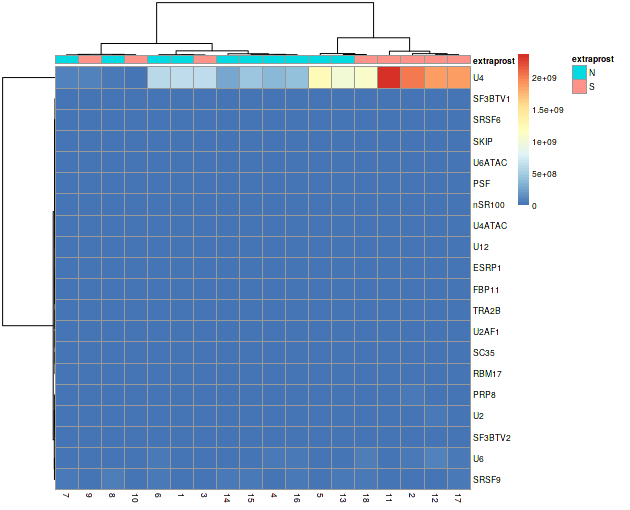 extraprost
extraprost
N
S
2e+09
1.5e+09
1e+09
5e+08
0
U4
SF3BTV1
SRSF6
SKIP
U6ATAC
PSF
nSR100
U4ATAC
U12
ESRP1
FBP11
TRA2B
U2AF1
SC35
RBM17
PRP8
U2
SF3BTV2
U6
SRSF9
7 9 8 10 6 1 3 14 15 4 16 5 13 18 11 2 12 17